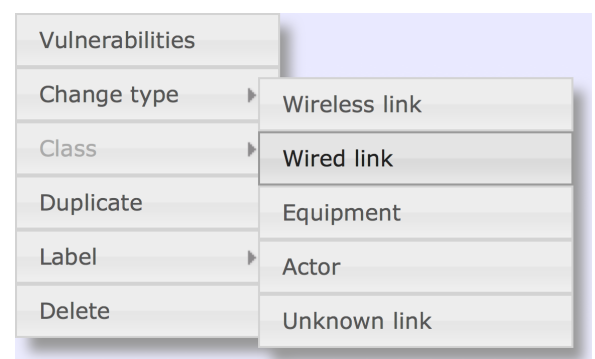 Vulnerabilities
Change type
Class
Duplicate
Label
Delete
Wireless link
Wired link
Equipment
Actor
Unknown link